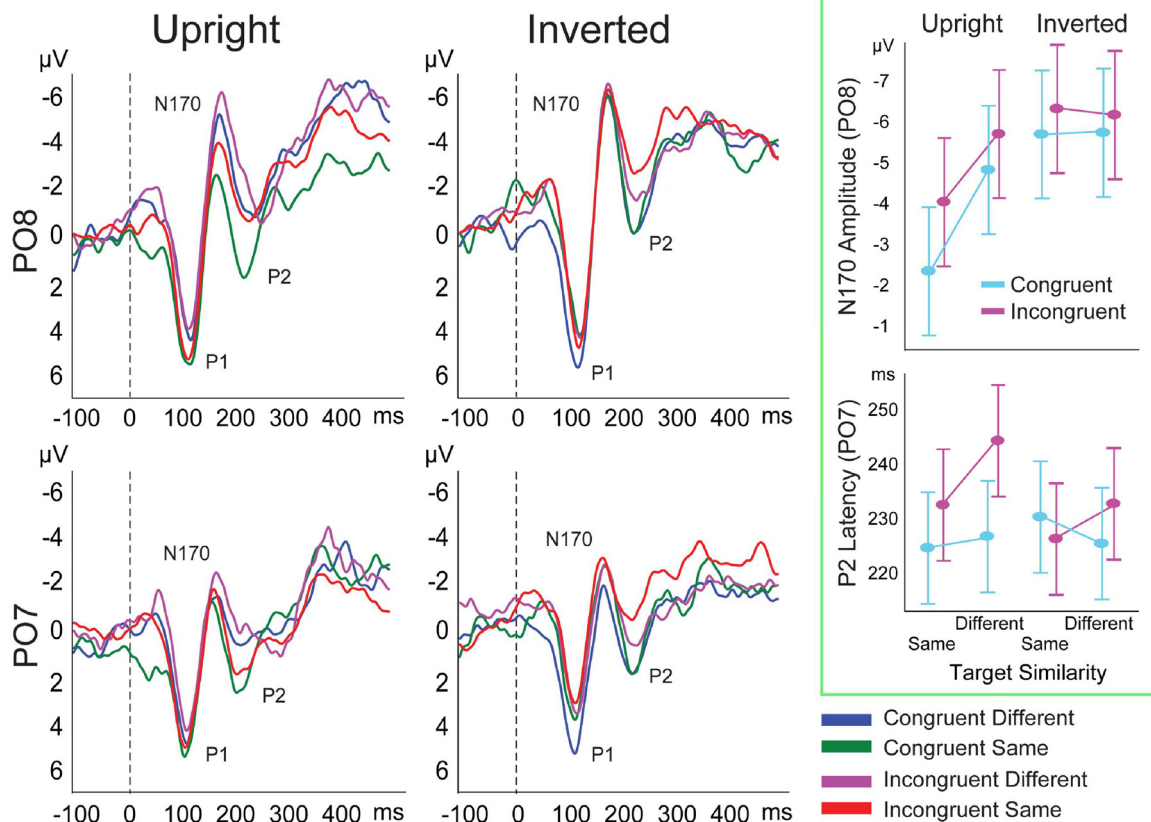 Upright
Inverted
µV
-6
-4
-2
0
2
4
6
PO8
N170
P1
P2
-100 0 100 200 300 400 ms
µV
-6
-4
-2
0
2
4
6
N170
P1
P2
-100 0 100 200 300 400 ms
µV
-6
-4
-2
0
2
4
6
PO7
N170
P1
P2
-100 0 100 200 300 400 ms
µV
-6
-4
-2
0
2
4
6
N170
P1
P2
-100 0 100 200 300 400 ms
Upright Inverted
µV
-7
-6
-5
-4
-3
-2
-1
N170 Amplitude (PO8)
Congruent
Incongruent
ms
250
240
230
220
P2 Latency (PO7)
Different Different
Same Same
Target Similarity
Congruent Different
Congruent Same
Incongruent Different
Incongruent Same